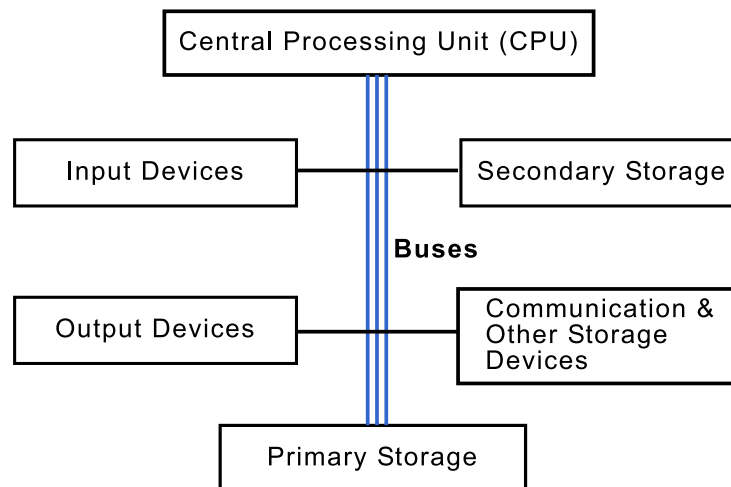 Central Processing Unit (CPU)
Input Devices
Secondary Storage
Buses
Output Devices
Communication &
Other Storage
Devices
Primary Storage